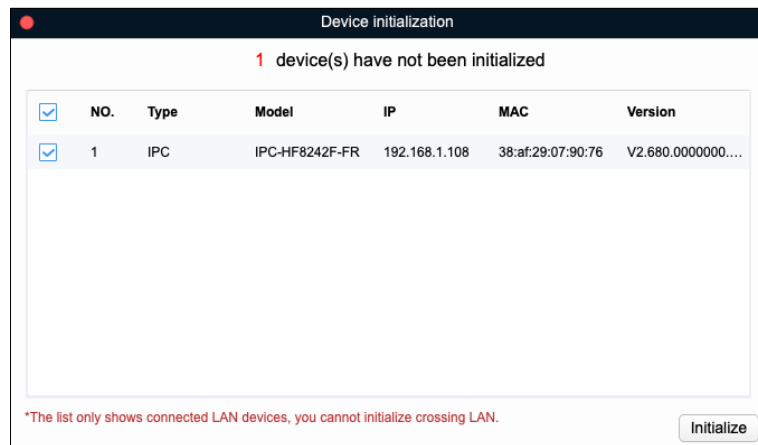 Device initialization
1 device(s) have not been initialized
NO. Type Model IP MAC Version
1 IPC IPC-HF8242F-FR 192.168.1.108 38:af:29:07:90:76 V2.680.0000000....
*The list only shows connected LAN devices, you cannot initialize crossing LAN.
Initialize